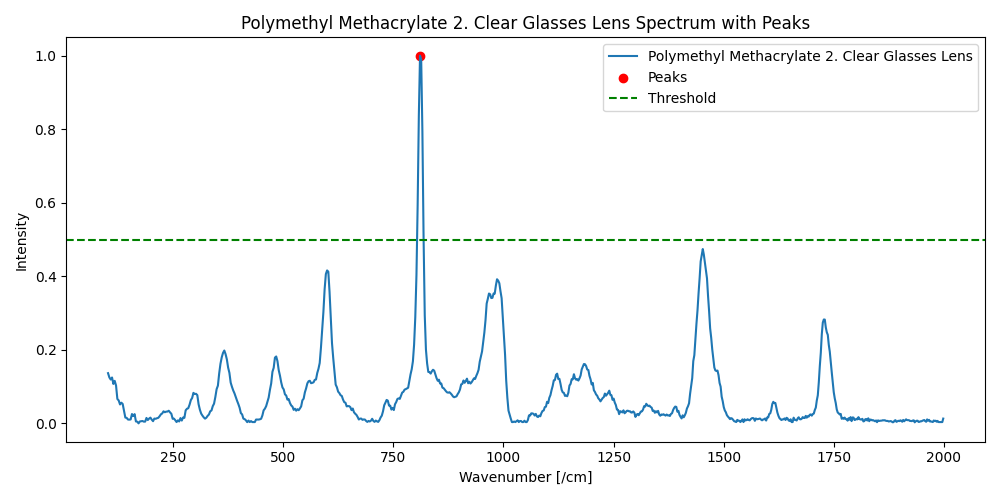 Polymethyl Methacrylate 2. Clear Glasses Lens Spectrum with Peaks
Polymethyl Methacrylate 2. Clear Glasses Lens
Peaks
Threshold
Intensity
1.0
0.8
0.6
0.4
0.2
0.0
250 500 750 1000 1250 1500 1750 2000
Wavenumber [/cm]